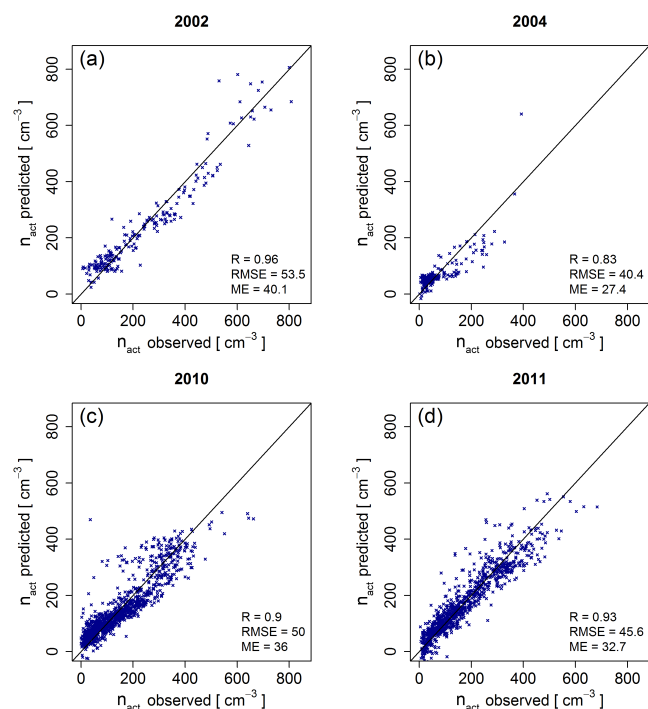 2002
(a)
800
600
400
200
0
n_act predicted [ cm⁻³ ]
R = 0.96
RMSE = 53.5
ME = 40.1
0 200 400 600 800
n_act observed [ cm⁻³ ]
2004
(b)
800
600
400
200
0
n_act predicted [ cm⁻³ ]
R = 0.83
RMSE = 40.4
ME = 27.4
0 200 400 600 800
n_act observed [ cm⁻³ ]
2010
(c)
800
600
400
200
0
n_act predicted [ cm⁻³ ]
R = 0.9
RMSE = 50
ME = 36
0 200 400 600 800
n_act observed [ cm⁻³ ]
2011
(d)
800
600
400
200
0
n_act predicted [ cm⁻³ ]
R = 0.93
RMSE = 45.6
ME = 32.7
0 200 400 600 800
n_act observed [ cm⁻³ ]